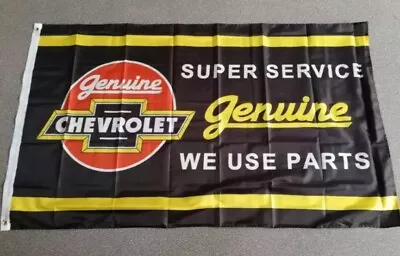 Genuine
CHEVROLET
SUPER SERVICE
Genuine
WE USE PARTS